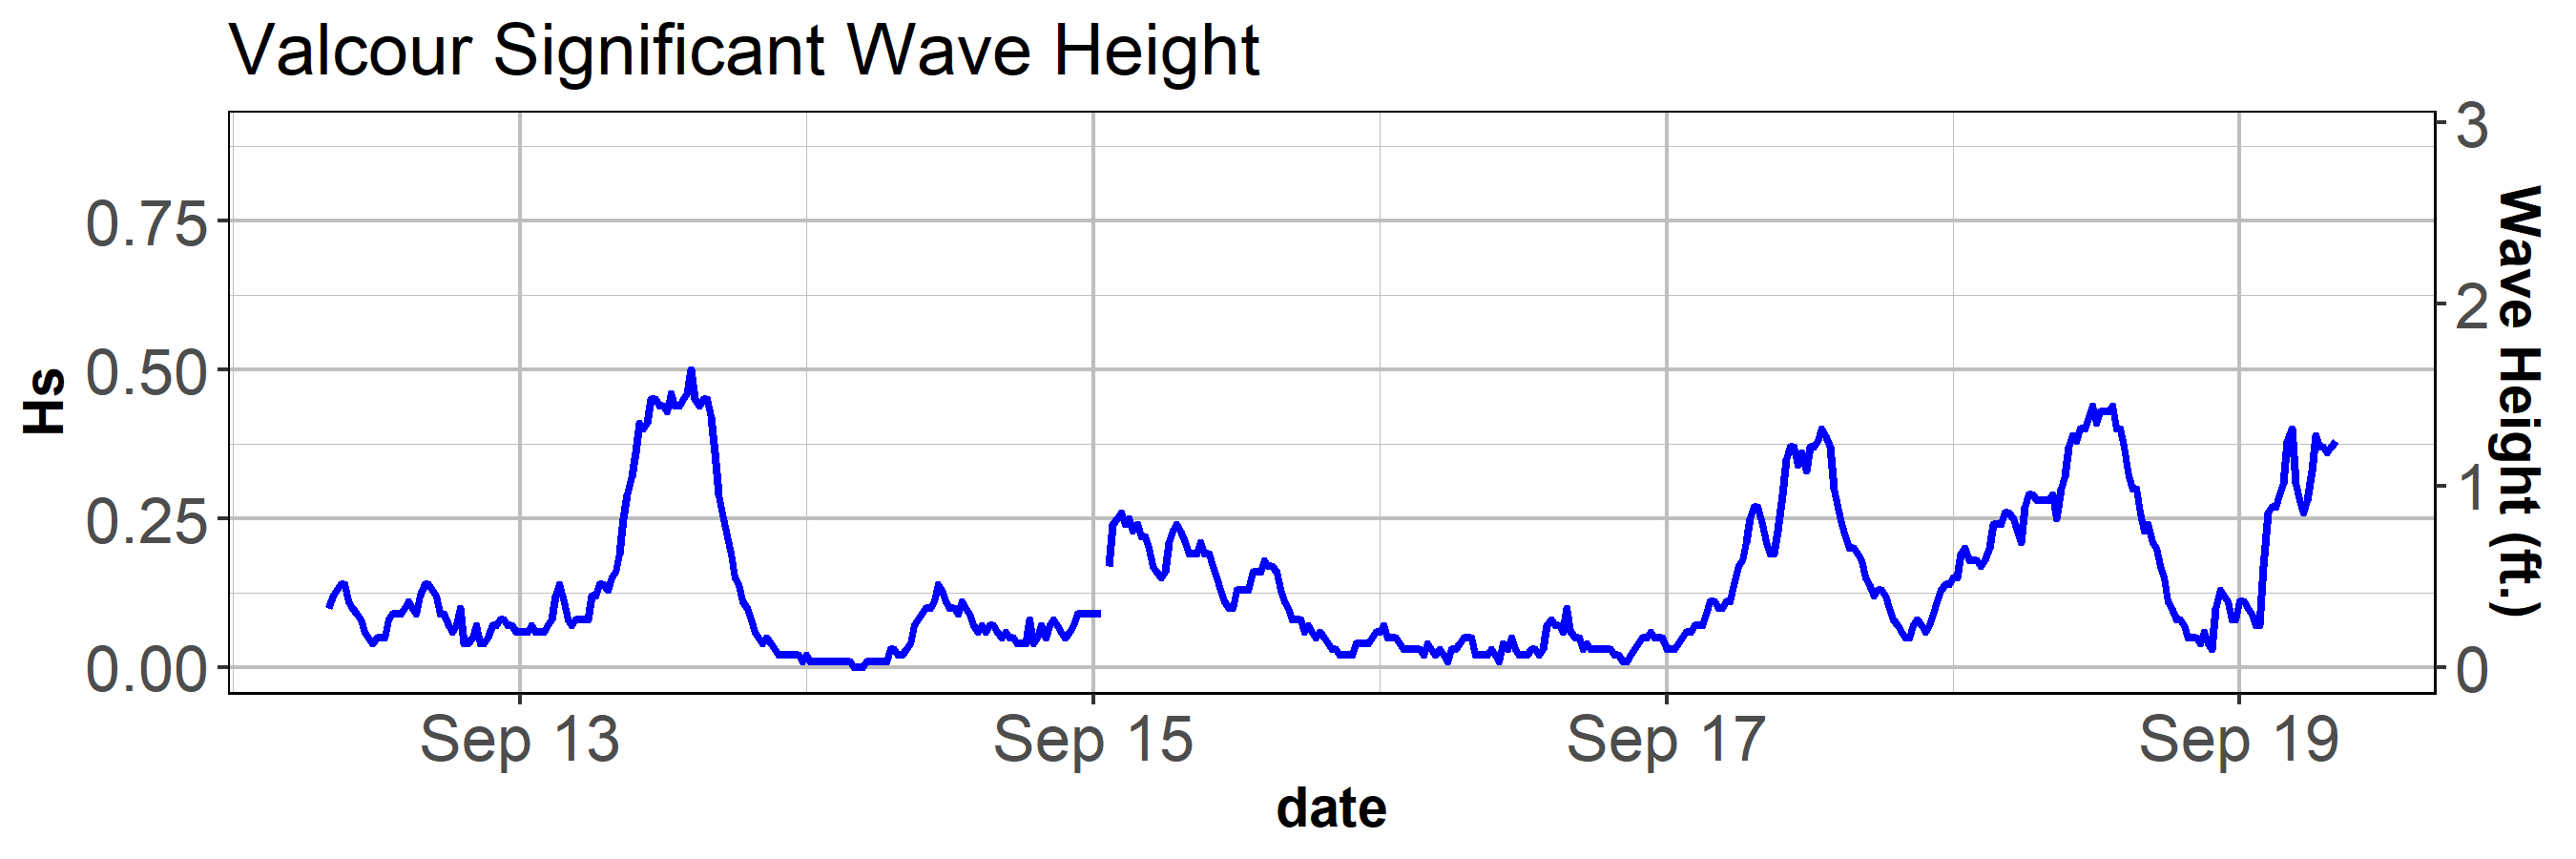 Valcour Significant Wave Height
Hs
0.75
0.50
0.25
0.00
3
2
1
0
Wave Height (ft.)
Sep 13
Sep 15
Sep 17
Sep 19
date